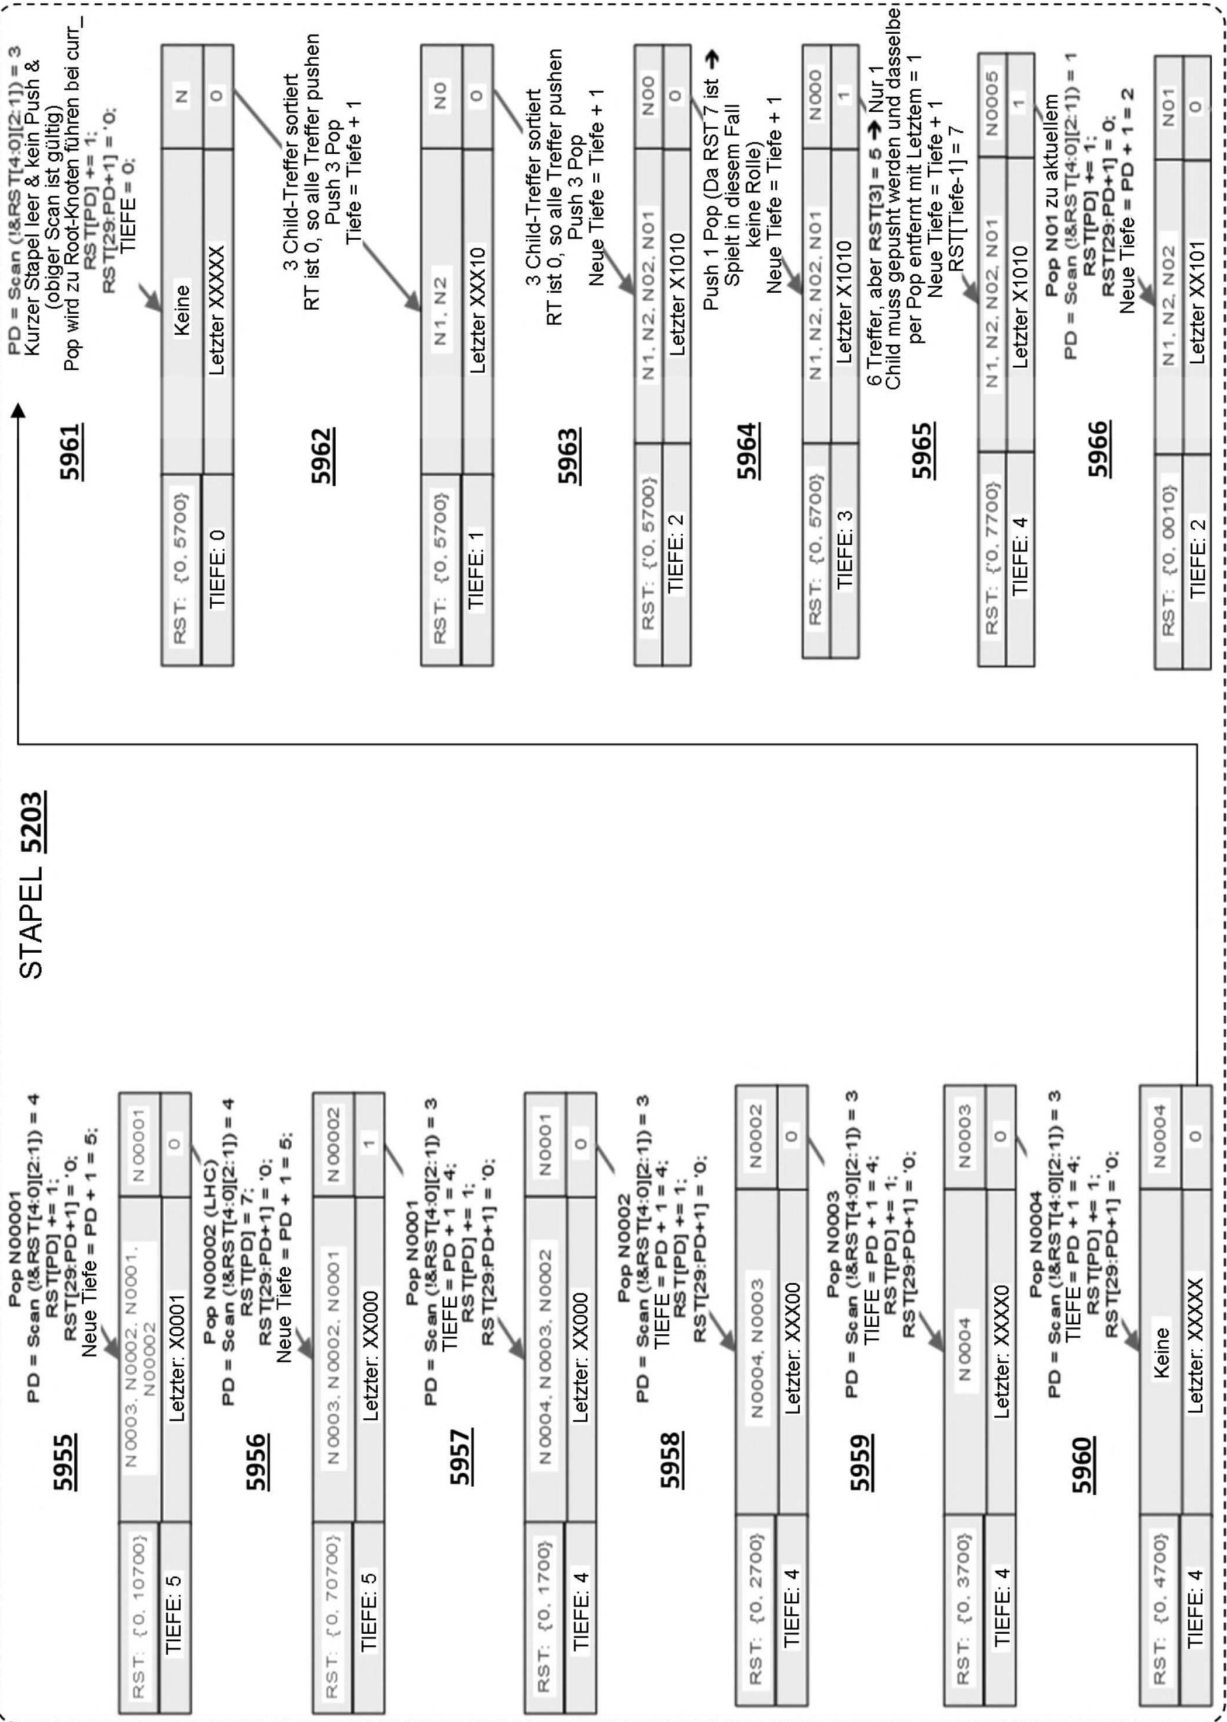 STAPEL 5203
5955
Pop N00001
PD = Scan (!&RST[4:0][2:1]) = 4
RST[PD] += 1;
RST[29:PD+1] = '0;
Neue Tiefe = PD + 1 = 5;
RST: {0, 10700}
N0003, N0002, N0001,
N00002
N00001
TIEFE: 5
Letzter: X0001
0
5956
Pop N00002 (LHC)
PD = Scan (!&RST[4:0][2:1]) = 4
RST[PD] = 7;
RST[29:PD+1] = '0;
Neue Tiefe = PD + 1 = 5;
RST: {0, 70700}
N0003, N0002, N0001
N00002
TIEFE: 5
Letzter: XX000
1
5957
Pop N0001
PD = Scan (!&RST[4:0][2:1]) = 3
TIEFE = PD + 1 = 4;
RST[PD] += 1;
RST[29:PD+1] = '0;
RST: {0, 1700}
N0004, N0003, N0002
N0001
TIEFE: 4
Letzter: XX000
0
5958
Pop N0002
PD = Scan (!&RST[4:0][2:1]) = 3
TIEFE = PD + 1 = 4;
RST[PD] += 1;
RST[29:PD+1] = '0;
RST: {0, 2700}
N0004, N0003
N0002
TIEFE: 4
Letzter: XXX00
0
5959
Pop N0003
PD = Scan (!&RST[4:0][2:1]) = 3
TIEFE = PD + 1 = 4;
RST[PD] += 1;
RST[29:PD+1] = '0;
RST: {0, 3700}
N0004
N0003
TIEFE: 4
Letzter: XXXX0
0
5960
Pop N0004
PD = Scan (!&RST[4:0][2:1]) = 3
TIEFE = PD + 1 = 4;
RST[PD] += 1;
RST[29:PD+1] = '0;
RST: {0, 4700}
Keine
N0004
TIEFE: 4
Letzter: XXXXX
0
5961
PD = Scan (!&RST[4:0][2:1]) = 3
Kurzer Stapel leer & kein Push &
(obiger Scan ist gültig)
Pop wird zu Root-Knoten führen bei curr_
RST[PD] += 1;
RST[29:PD+1] = '0;
TIEFE = 0;
RST: {0, 5700}
Keine
N
TIEFE: 0
Letzter XXXXX
0
5962
3 Child-Treffer sortiert
RT ist 0, so alle Treffer pushen
Push 3 Pop
Tiefe = Tiefe + 1
RST: {0, 5700}
N1, N2
N0
TIEFE: 1
Letzter XXX10
0
5963
3 Child-Treffer sortiert
RT ist 0, so alle Treffer pushen
Push 3 Pop
Neue Tiefe = Tiefe + 1
RST: {'0, 5700}
N1, N2, N02, N01
N00
TIEFE: 2
Letzter X1010
0
5964
Push 1 Pop (Da RST 7 ist ➔
Spielt in diesem Fall
keine Rolle)
Neue Tiefe = Tiefe + 1
RST: {0, 5700}
N1, N2, N02, N01
N000
TIEFE: 3
Letzter X1010
1
5965
6 Treffer, aber RST[3] = 5 ➔ Nur 1
Child muss gepusht werden und dasselbe
per Pop entfernt mit Letztem = 1
Neue Tiefe = Tiefe + 1
RST[Tiefe-1] = 7
RST: {'0, 7700}
N1, N2, N02, N01
N0005
TIEFE: 4
Letzter X1010
1
5966
Pop N01 zu aktuellem
PD = Scan (!&RST[4:0][2:1]) = 1
RST[PD] += 1;
RST[29:PD+1] = 0;
Neue Tiefe = PD + 1 = 2
RST: {0, 0010}
N1, N2, N02
N01
TIEFE: 2
Letzter XX101
0